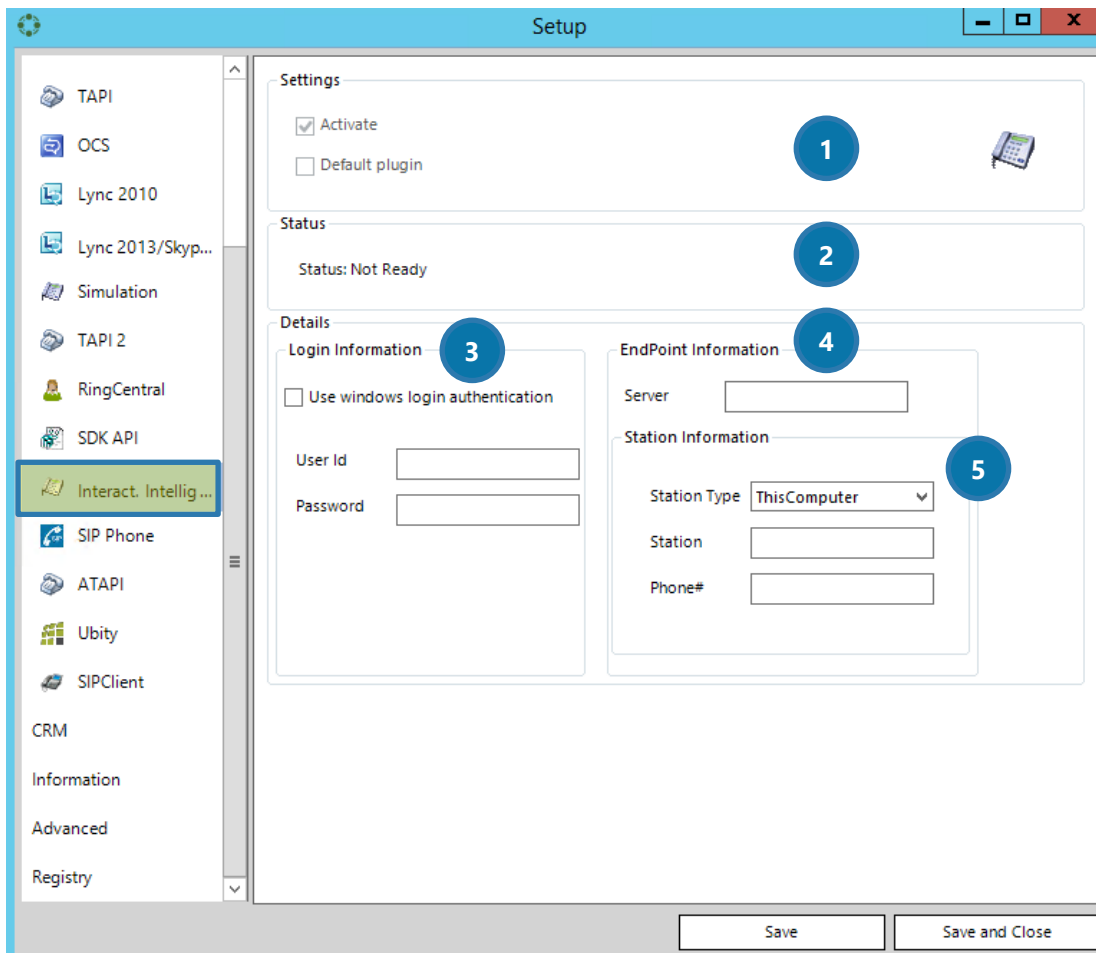 Setup
X
TAPI
OCS
Lync 2010
Lync 2013/Skyp...
Simulation
TAPI 2
RingCentral
SDK API
Interact. Intellig ...
SIP Phone
ATAPI
Ubity
SIPClient
CRM
Information
Advanced
Registry
Settings
Activate
Default plugin
1
Status
Status: Not Ready
2
Details
Login Information
3
Use windows login authentication
User Id
Password
EndPoint Information
4
Server
Station Information
5
Station Type ThisComputer
Station
Phone#
Save
Save and Close